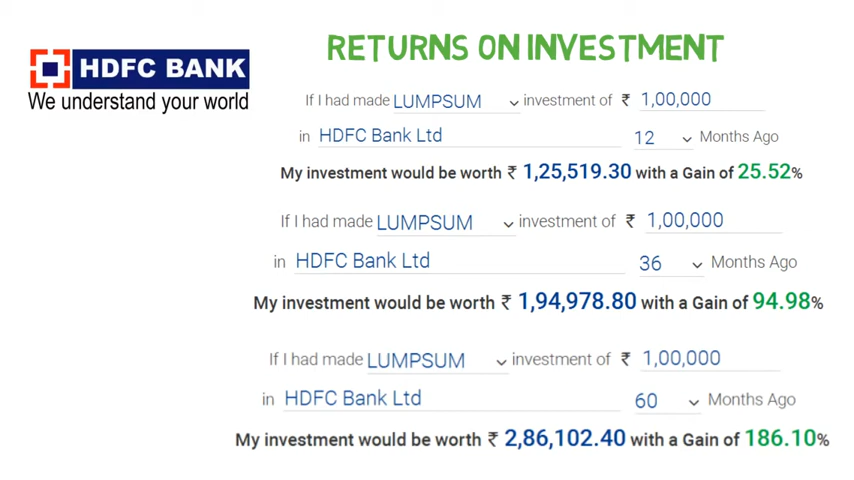 HDFC BANK
We understand your world
RETURNS ON INVESTMENT
If I had made LUMPSUM investment of ₹ 1,00,000
in HDFC Bank Ltd 12 Months Ago
My investment would be worth ₹ 1,25,519.30 with a Gain of 25.52%
If I had made LUMPSUM investment of ₹ 1,00,000
in HDFC Bank Ltd 36 Months Ago
My investment would be worth ₹ 1,94,978.80 with a Gain of 94.98%
If I had made LUMPSUM investment of ₹ 1,00,000
in HDFC Bank Ltd 60 Months Ago
My investment would be worth ₹ 2,86,102.40 with a Gain of 186.10%